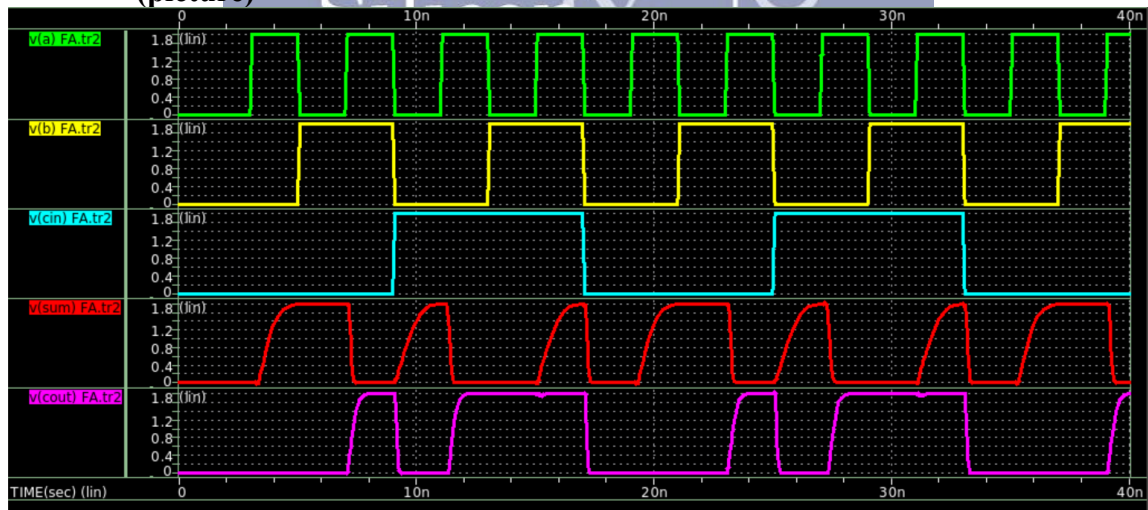 (picture)
0 10n 20n 30n 40n
v(a) FA.tr2
1.8 (lin)
1.2
0.8
0.4
0
v(b) FA.tr2
1.8 (lin)
1.2
0.8
0.4
0
v(cin) FA.tr2
1.8 (lin)
1.2
0.8
0.4
0
v(sum) FA.tr2
1.8 (lin)
1.2
0.8
0.4
0
v(cout) FA.tr2
1.8 (lin)
1.2
0.8
0.4
0
TIME(sec) (lin) 0 10n 20n 30n 40n